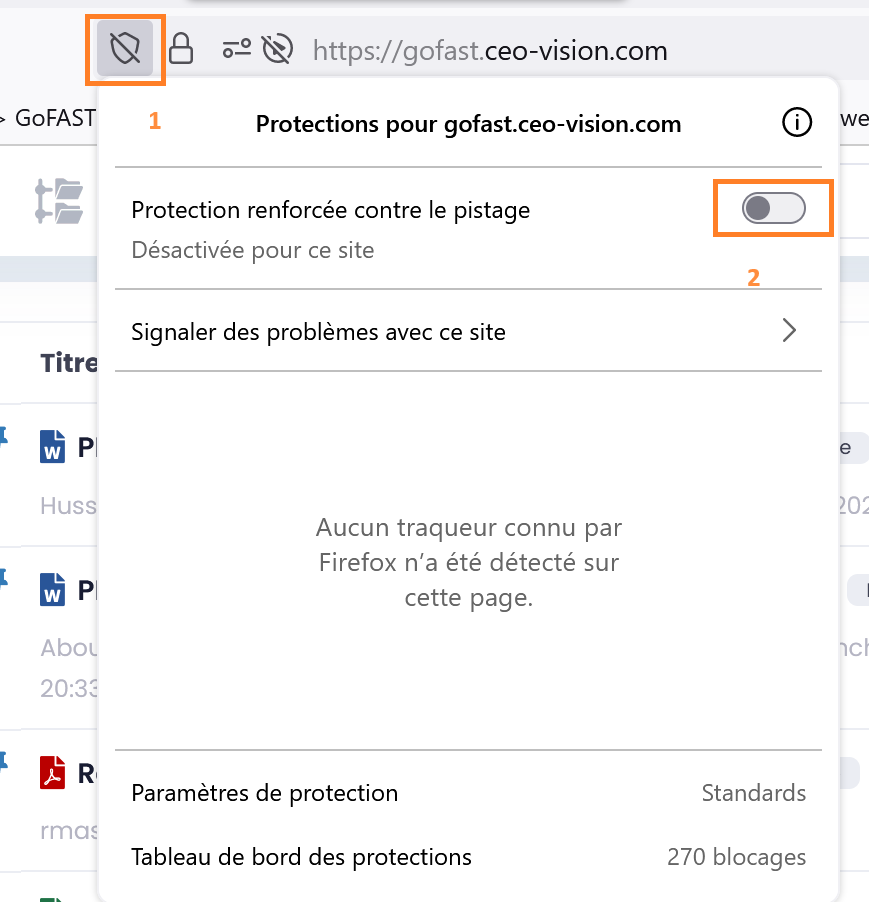 https://gofast.ceo-vision.com
> GoFAST
1
Protections pour gofast.ceo-vision.com
we
Protection renforcée contre le pistage
Désactivée pour ce site
2
Signaler des problèmes avec ce site
Titre
W
e
Huss
202
Aucun traqueur connu par
Firefox n’a été détecté sur
cette page.
W
Abou
nch
20:33
Paramètres de protection
Standards
rmas
Tableau de bord des protections
270 blocages